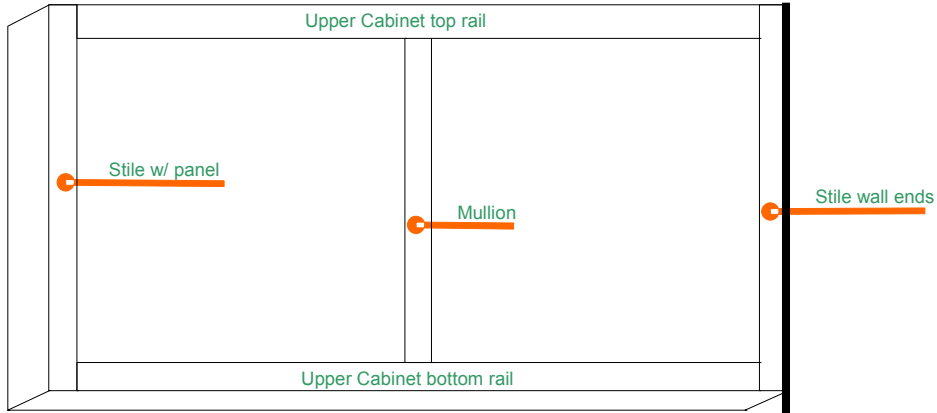 Upper Cabinet top rail
Stile w/ panel
Mullion
Stile wall ends
Upper Cabinet bottom rail